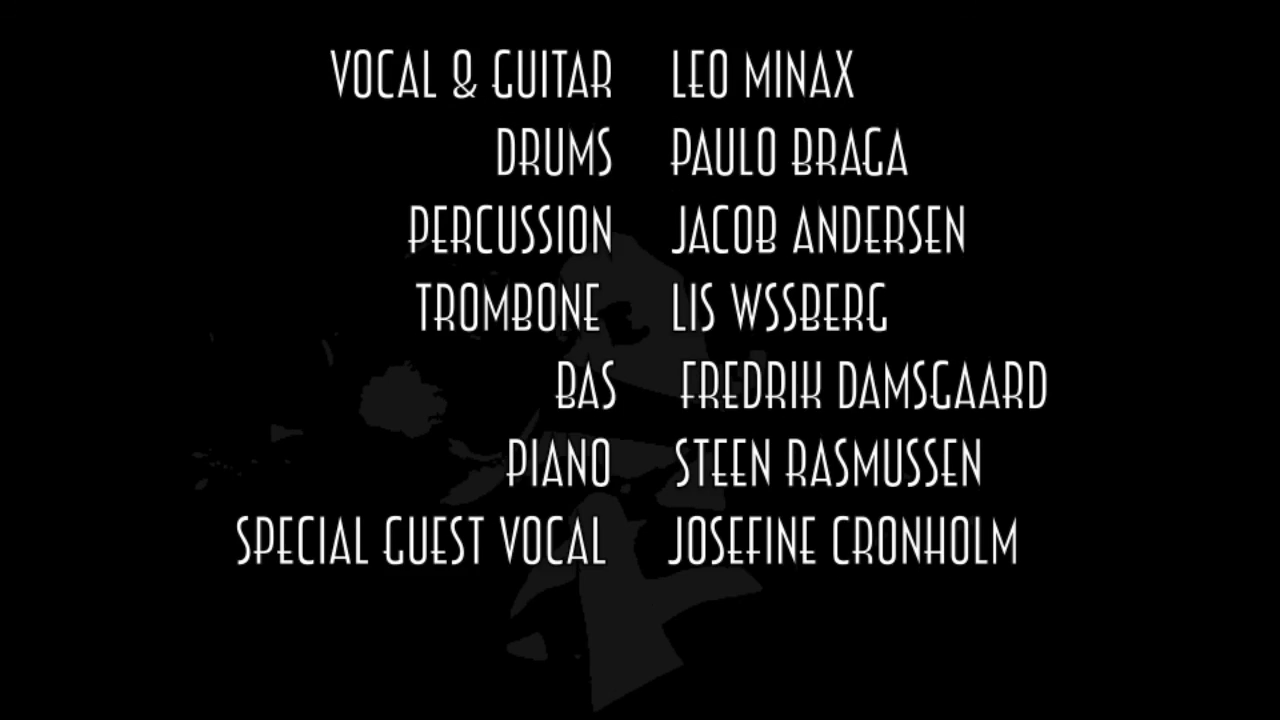 VOCAL & GUITAR LEO MINAX
DRUMS PAULO BRAGA
PERCUSSION JACOB ANDERSEN
TROMBONE LIS WSSBERG
BAS FREDRIK DAMSGAARD
PIANO STEEN RASMUSSEN
SPECIAL GUEST VOCAL JOSEFINE CRONHOLM